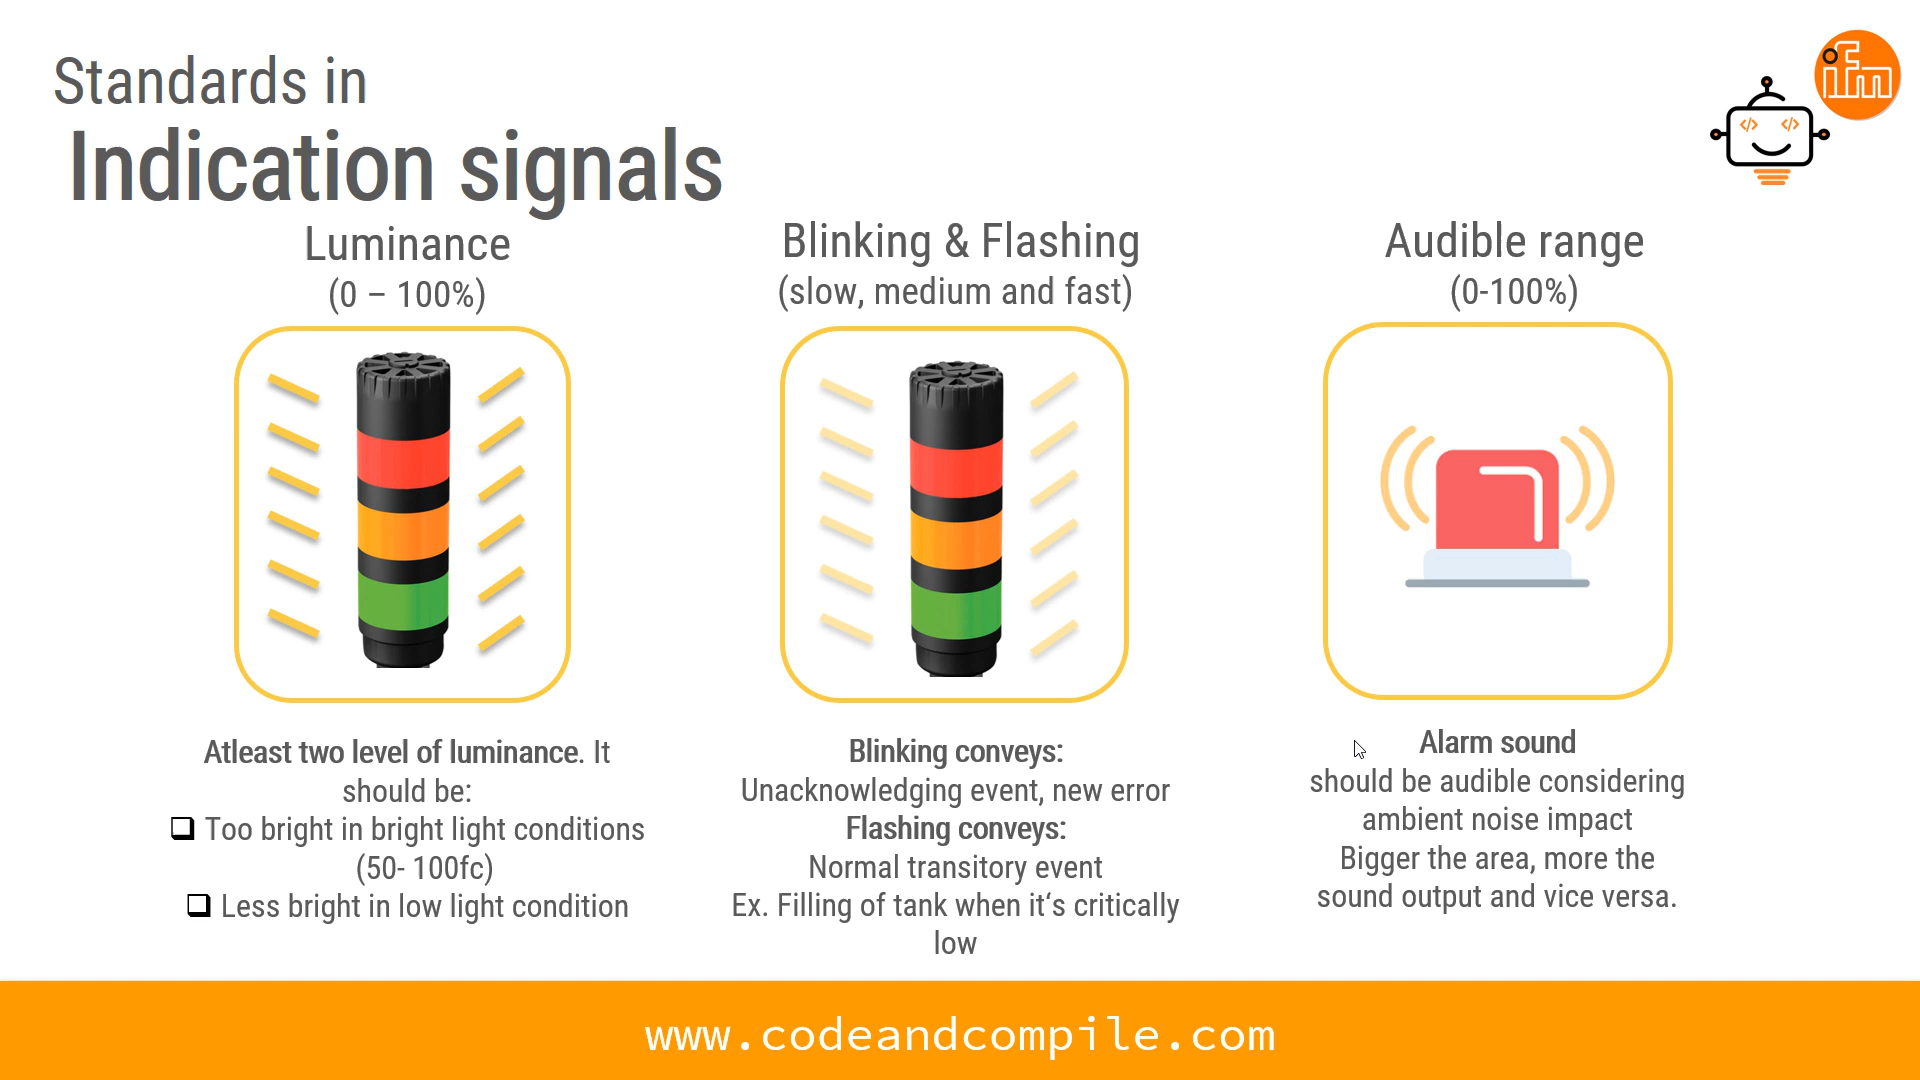 Standards in
Indication signals
ifm
</> </>
Luminance
(0 – 100%)
Atleast two level of luminance. It
should be:
❑ Too bright in bright light conditions
(50- 100fc)
❑ Less bright in low light condition
Blinking & Flashing
(slow, medium and fast)
Blinking conveys:
Unacknowledging event, new error
Flashing conveys:
Normal transitory event
Ex. Filling of tank when it‘s critically
low
Audible range
(0-100%)
Alarm sound
should be audible considering
ambient noise impact
Bigger the area, more the
sound output and vice versa.
www.codeandcompile.com